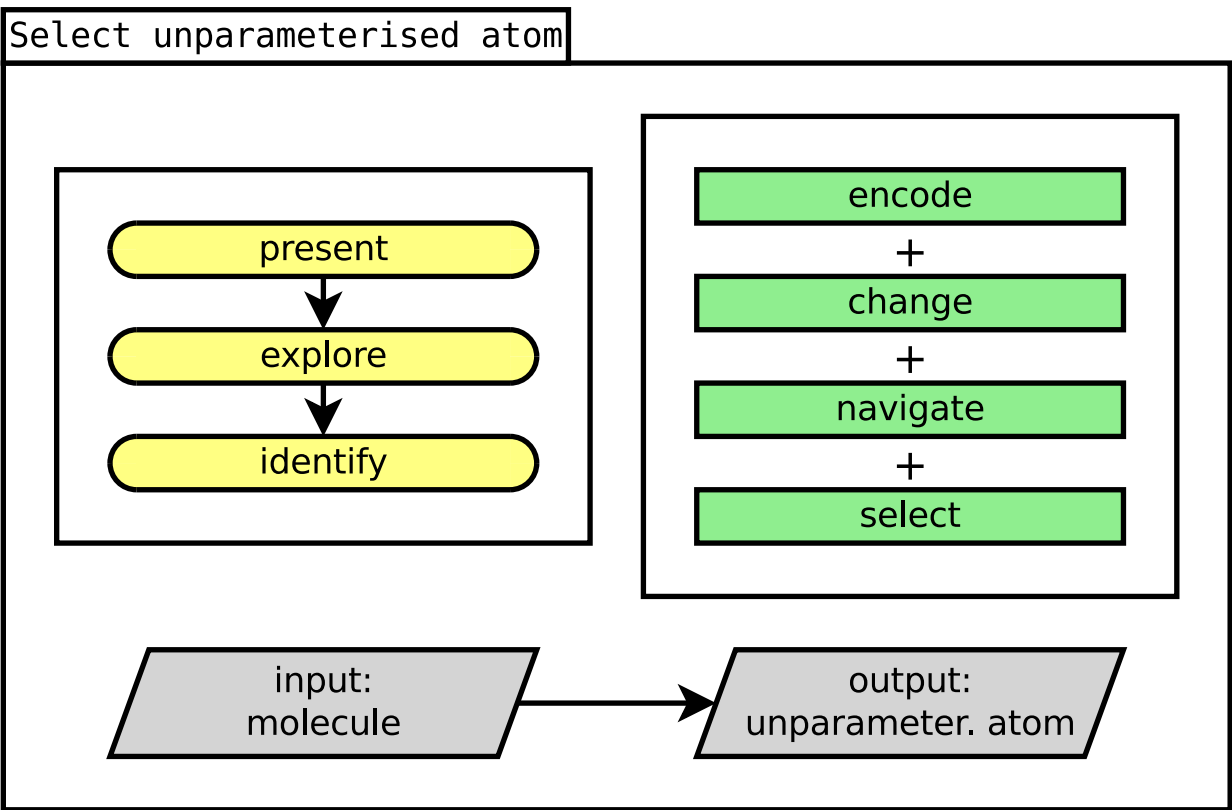 Select unparameterised atom
present
explore
identify
encode
+
change
+
navigate
+
select
input:
molecule
output:
unparameter. atom